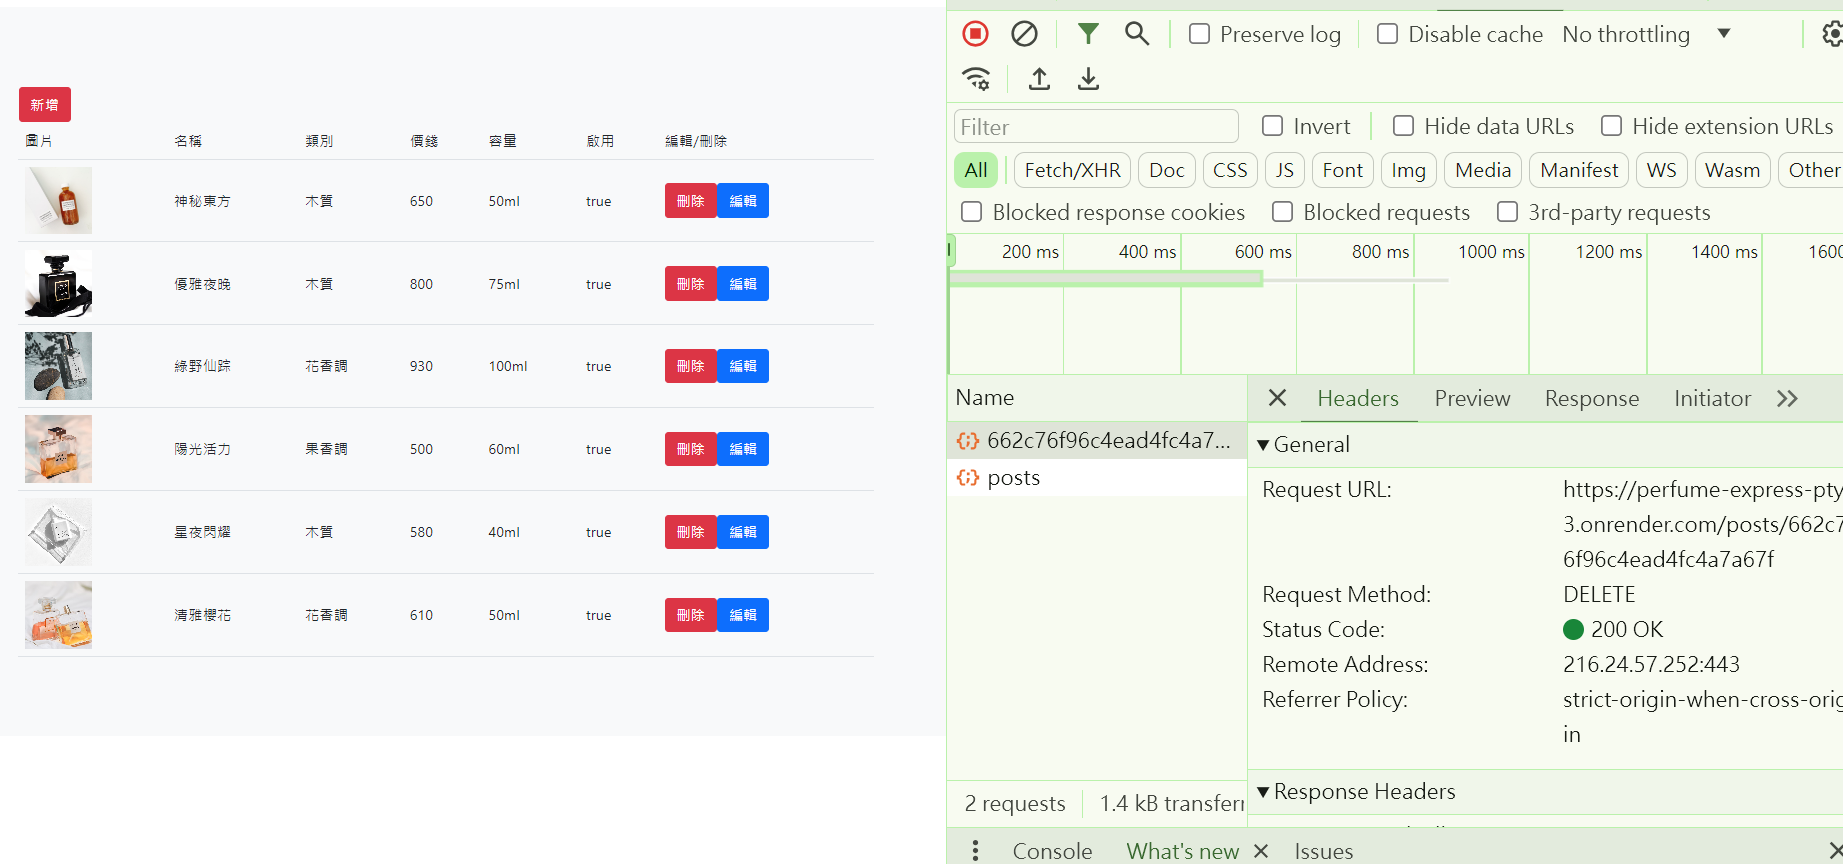 新增
圖片 名稱 類別 價錢 容量 啟用 編輯/刪除
神秘東方 木質 650 50ml true 刪除 編輯
優雅夜晚 木質 800 75ml true 刪除 編輯
綠野仙踪 花香調 930 100ml true 刪除 編輯
陽光活力 果香調 500 60ml true 刪除 編輯
星夜閃耀 木質 580 40ml true 刪除 編輯
清雅櫻花 花香調 610 50ml true 刪除 編輯
Preserve log Disable cache No throttling
Filter Invert Hide data URLs Hide extension URLs
All Fetch/XHR Doc CSS JS Font Img Media Manifest WS Wasm Other
Blocked response cookies Blocked requests 3rd-party requests
200 ms 400 ms 600 ms 800 ms 1000 ms 1200 ms 1400 ms 1600
Name
662c76f96c4ead4fc4a7...
posts
2 requests 1.4 kB transferr
Headers Preview Response Initiator
General
Request URL: https://perfume-express-pty
3.onrender.com/posts/662c7
6f96c4ead4fc4a7a67f
Request Method: DELETE
Status Code: 200 OK
Remote Address: 216.24.57.252:443
Referrer Policy: strict-origin-when-cross-orig
in
Response Headers
Console What's new Issues